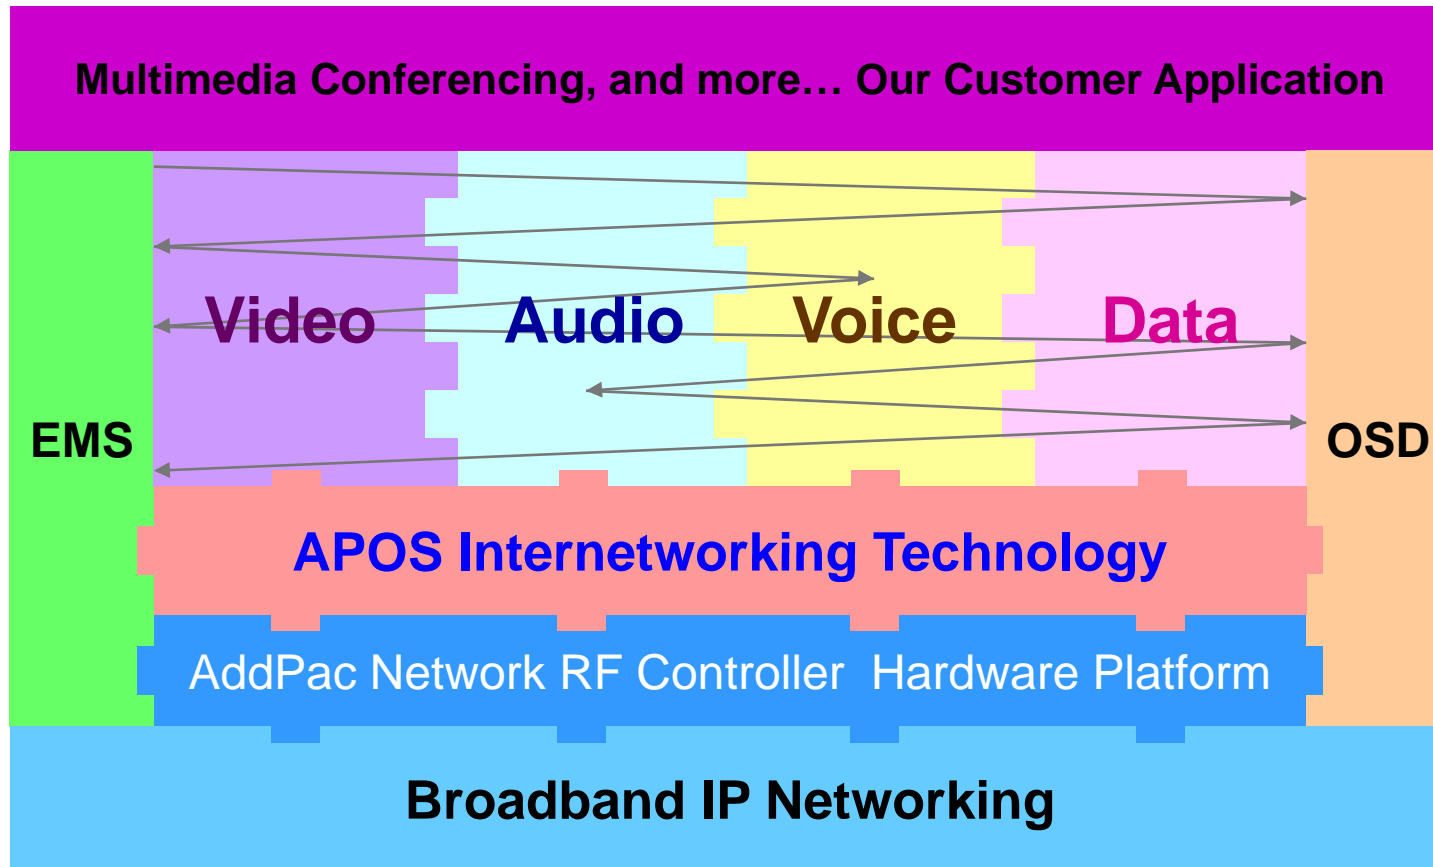 Multimedia Conferencing, and more… Our Customer Application
Video Audio Voice Data
EMS
OSD
APOS Internetworking Technology
AddPac Network RF Controller  Hardware Platform
Broadband IP Networking